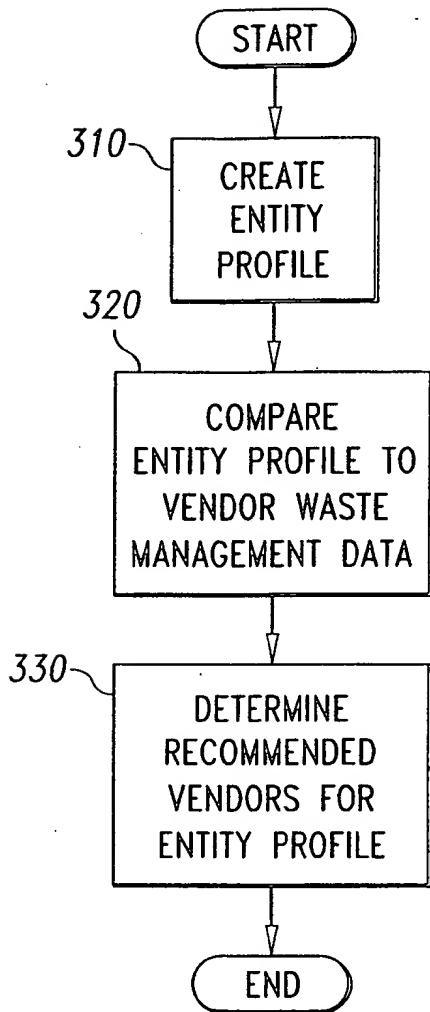 START
310
CREATE
ENTITY
PROFILE
320
COMPARE
ENTITY PROFILE TO
VENDOR WASTE
MANAGEMENT DATA
330
DETERMINE
RECOMMENDED
VENDORS FOR
ENTITY PROFILE
END